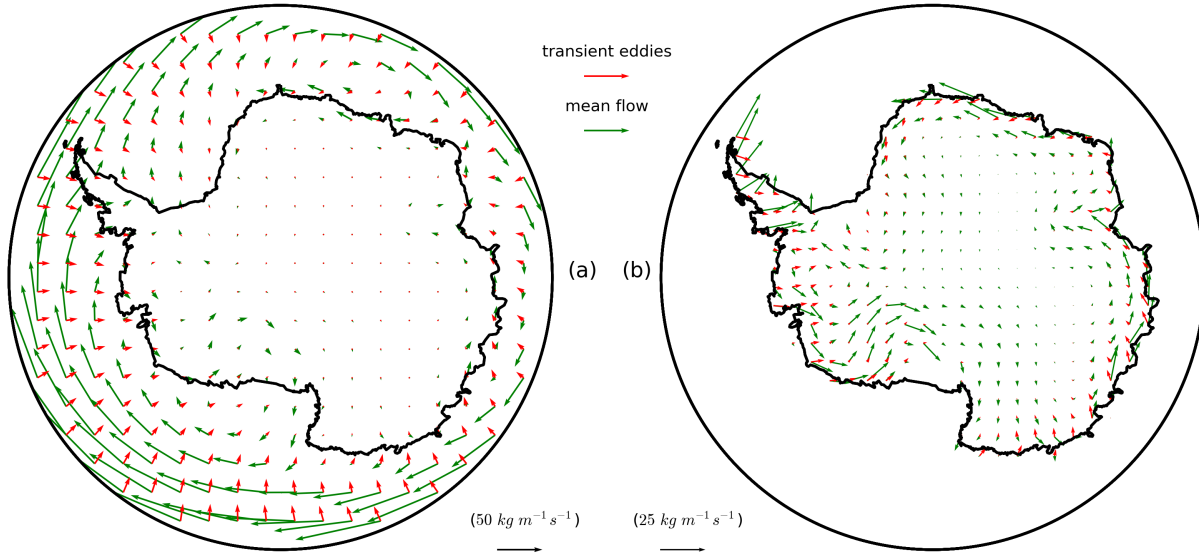 transient eddies
mean flow
(a) (b)
(50 kg m⁻¹ s⁻¹) (25 kg m⁻¹ s⁻¹)